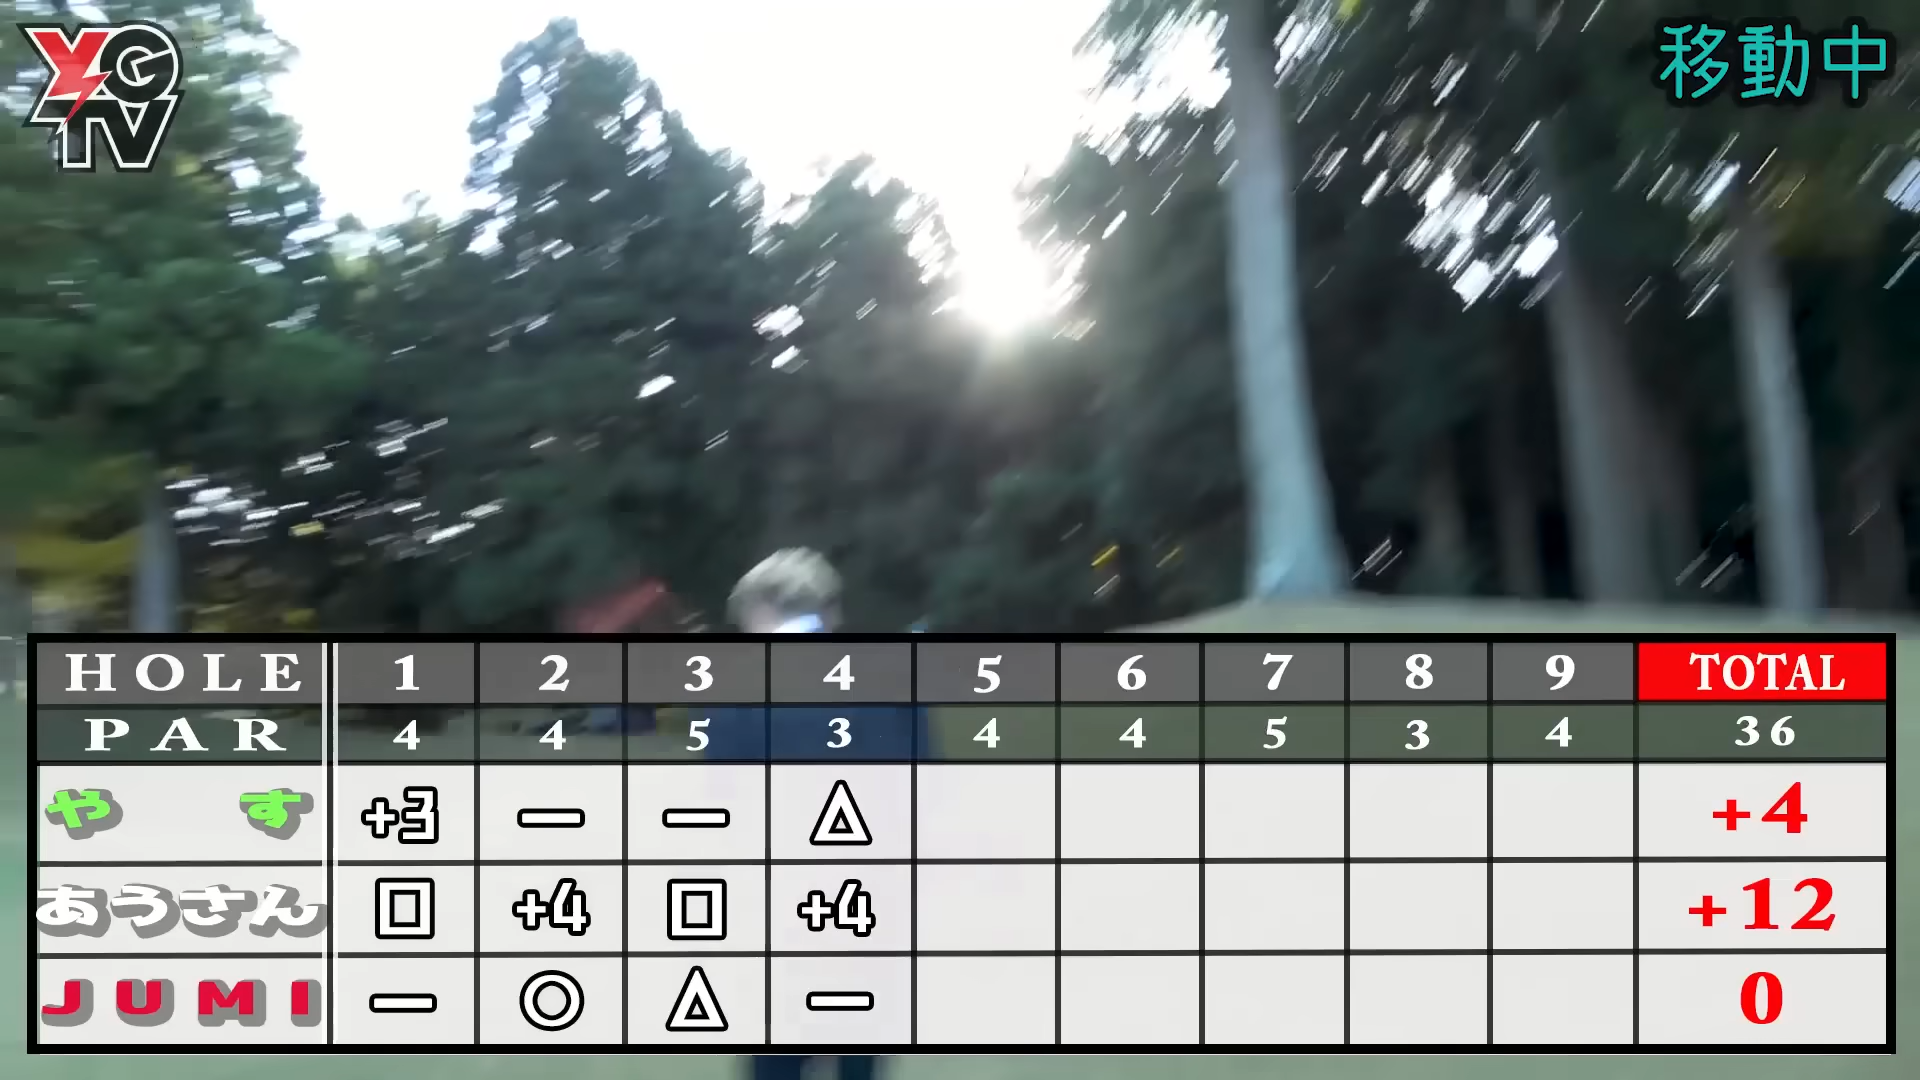 YGTV
移動中
HOLE 1 2 3 4 5 6 7 8 9 TOTAL
PAR 4 4 5 3 4 4 5 3 4 36
やす +3 — — △ +4
あうさん □ +4 □ +4 +12
JUMI — ◎ △ — 0